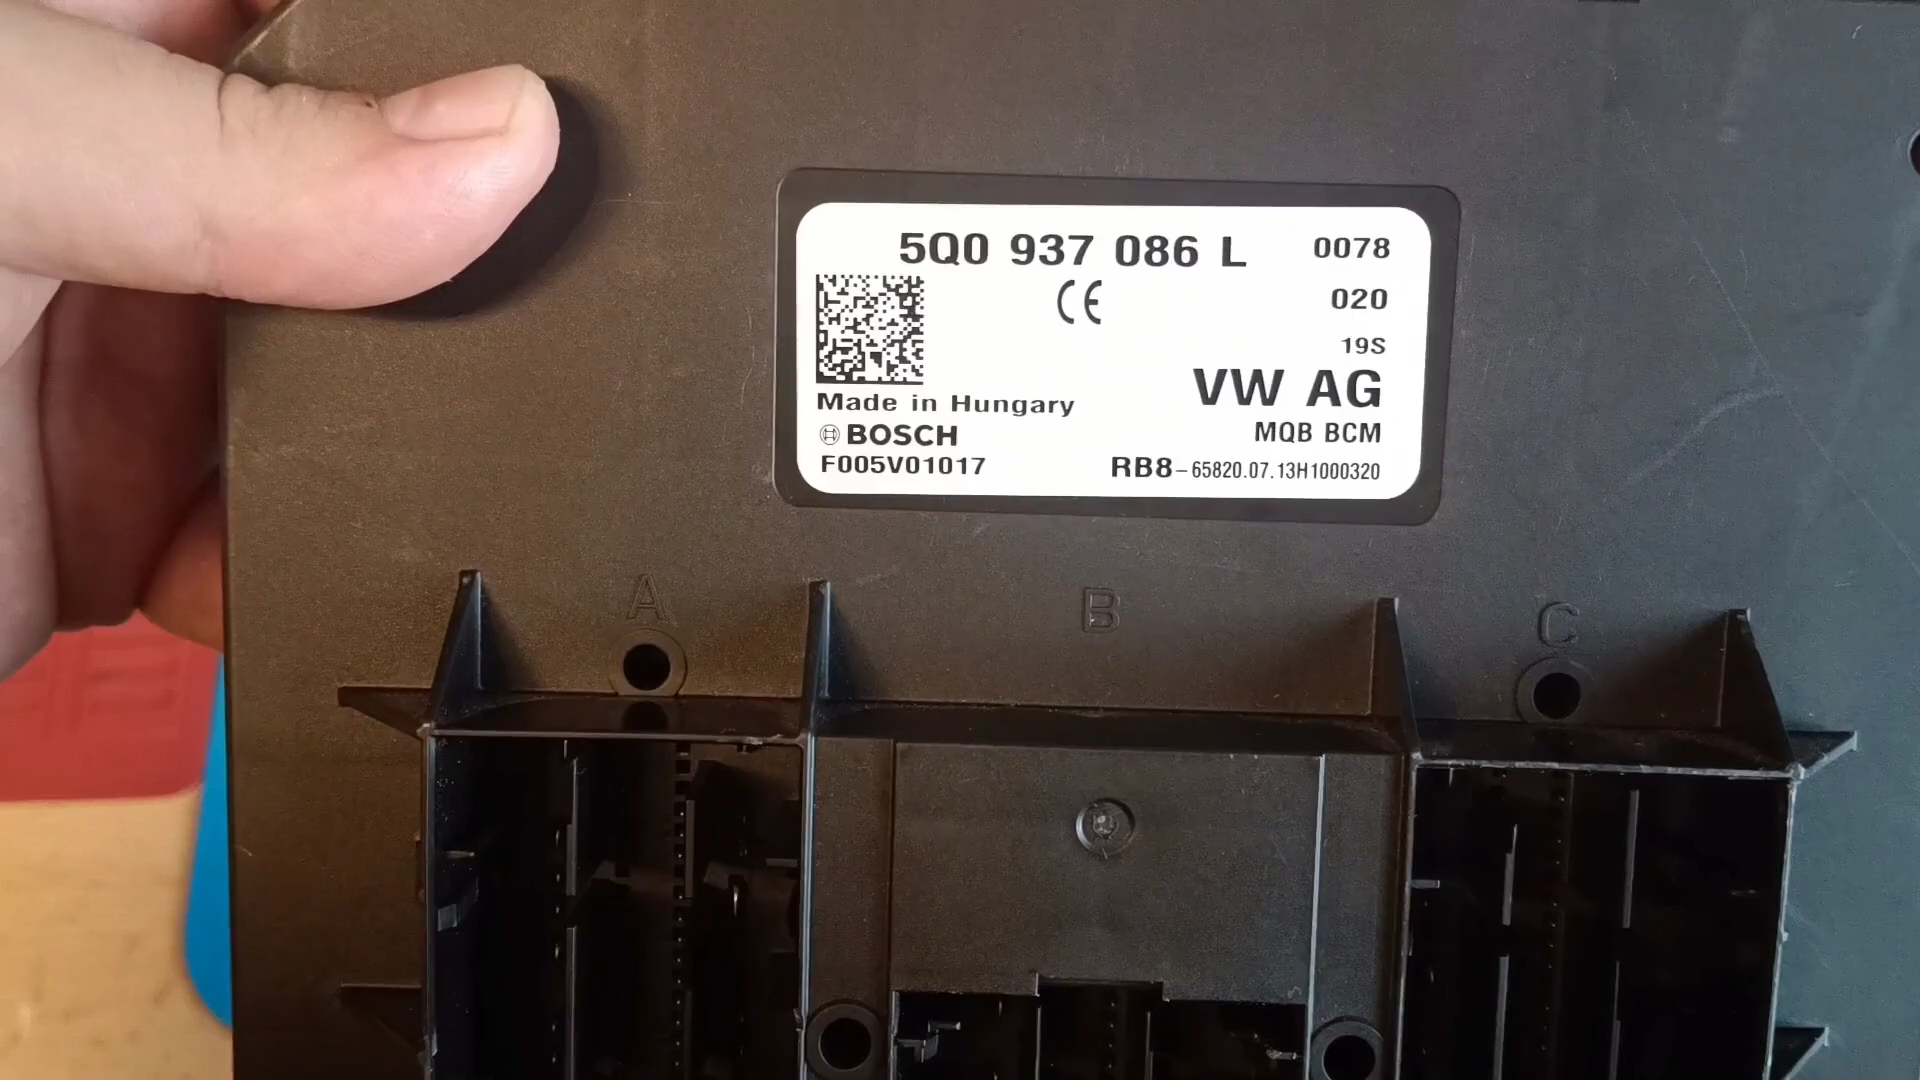 5Q0 937 086 L 0078
CE 020
19S
VW AG
Made in Hungary
BOSCH MQB BCM
F005V01017 RB8-65820.07.13H1000320
A B C